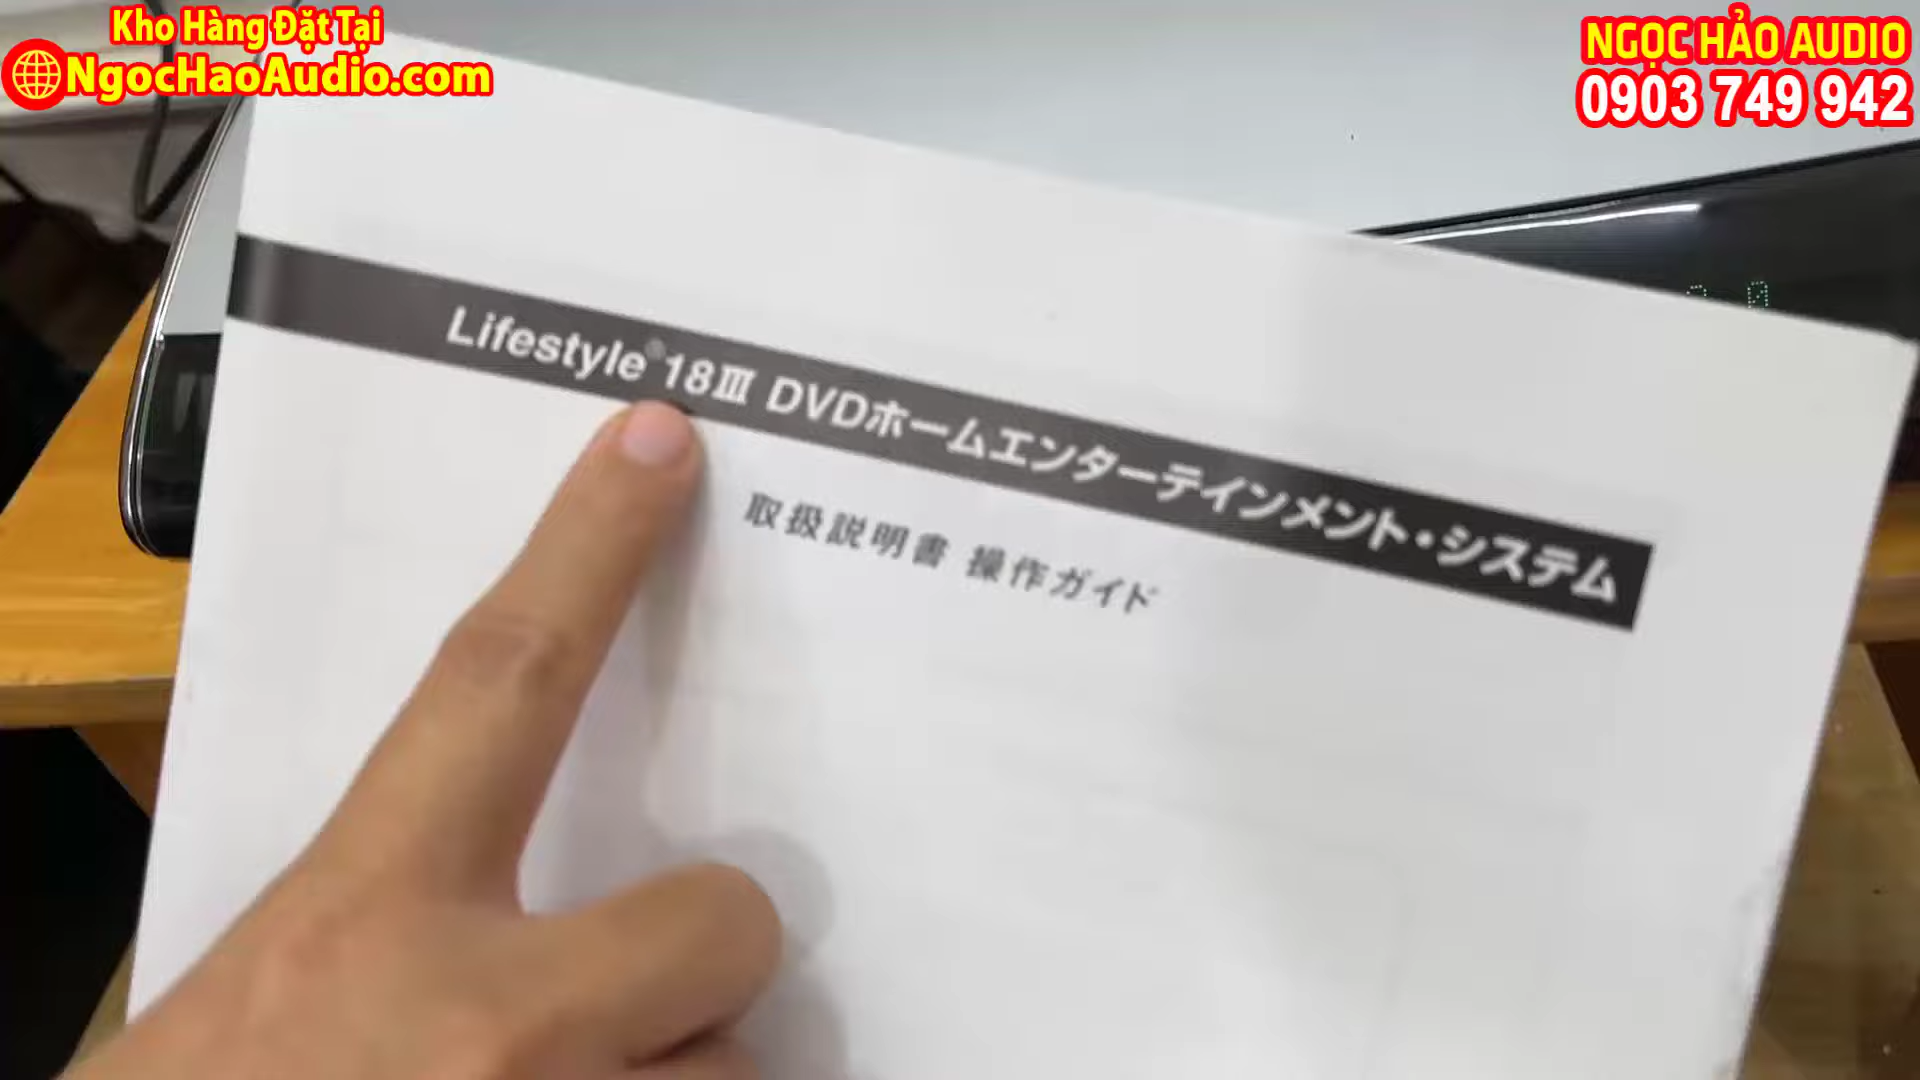 Kho Hàng Đặt Tại
NgocHaoAudio.com
NGỌC HẢO AUDIO
0903 749 942
Lifestyle® 18III DVDホームエンターテインメント・システム
取扱説明書 操作ガイド